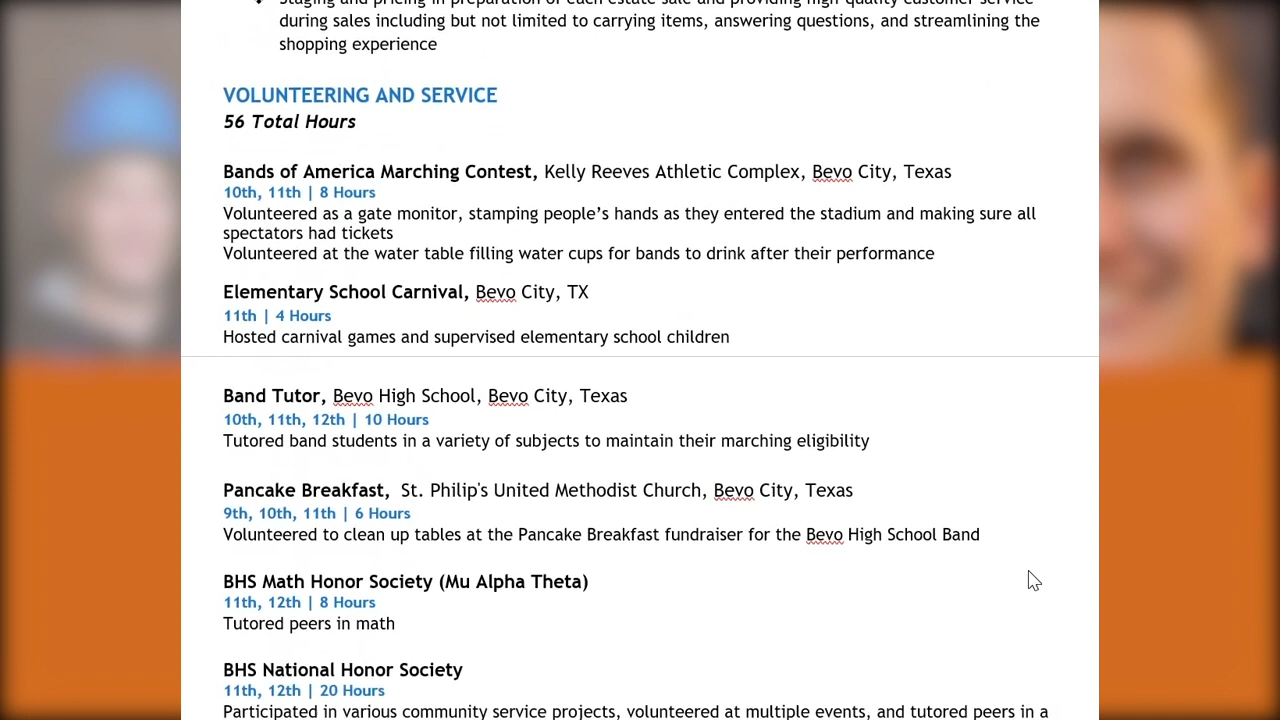 Staging and pricing in preparation of each estate sale and providing high-quality customer service
during sales including but not limited to carrying items, answering questions, and streamlining the
shopping experience
VOLUNTEERING AND SERVICE
56 Total Hours
Bands of America Marching Contest, Kelly Reeves Athletic Complex, Bevo City, Texas
10th, 11th | 8 Hours
Volunteered as a gate monitor, stamping people’s hands as they entered the stadium and making sure all
spectators had tickets
Volunteered at the water table filling water cups for bands to drink after their performance
Elementary School Carnival, Bevo City, TX
11th | 4 Hours
Hosted carnival games and supervised elementary school children
Band Tutor, Bevo High School, Bevo City, Texas
10th, 11th, 12th | 10 Hours
Tutored band students in a variety of subjects to maintain their marching eligibility
Pancake Breakfast,  St. Philip's United Methodist Church, Bevo City, Texas
9th, 10th, 11th | 6 Hours
Volunteered to clean up tables at the Pancake Breakfast fundraiser for the Bevo High School Band
BHS Math Honor Society (Mu Alpha Theta)
11th, 12th | 8 Hours
Tutored peers in math
BHS National Honor Society
11th, 12th | 20 Hours
Participated in various community service projects, volunteered at multiple events, and tutored peers in a